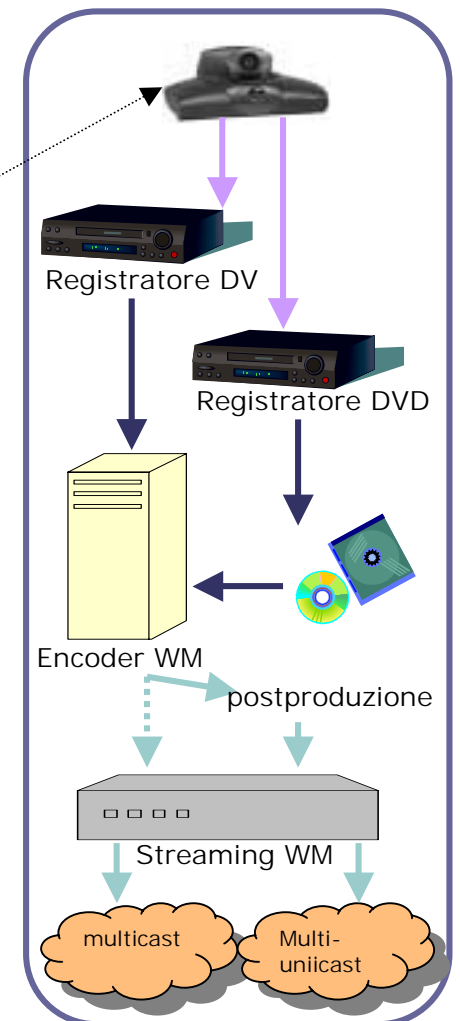 Registratore DV
Registratore DVD
Encoder WM
postproduzione
Streaming WM
multicast
Multi-
uniicast